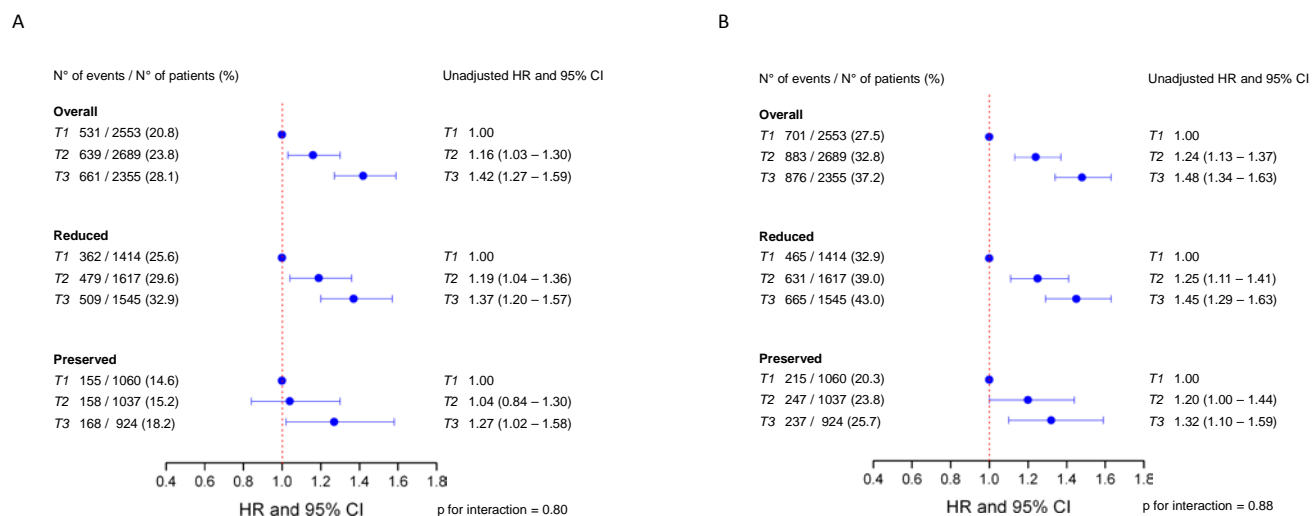 A
N° of events / N° of patients (%) Unadjusted HR and 95% CI
Overall
T1 531 / 2553 (20.8) T1 1.00
T2 639 / 2689 (23.8) T2 1.16 (1.03 – 1.30)
T3 661 / 2355 (28.1) T3 1.42 (1.27 – 1.59)
Reduced
T1 362 / 1414 (25.6) T1 1.00
T2 479 / 1617 (29.6) T2 1.19 (1.04 – 1.36)
T3 509 / 1545 (32.9) T3 1.37 (1.20 – 1.57)
Preserved
T1 155 / 1060 (14.6) T1 1.00
T2 158 / 1037 (15.2) T2 1.04 (0.84 – 1.30)
T3 168 / 924 (18.2) T3 1.27 (1.02 – 1.58)
0.4 0.6 0.8 1.0 1.2 1.4 1.6 1.8
HR and 95% CI
p for interaction = 0.80
B
N° of events / N° of patients (%) Unadjusted HR and 95% CI
Overall
T1 701 / 2553 (27.5) T1 1.00
T2 883 / 2689 (32.8) T2 1.24 (1.13 – 1.37)
T3 876 / 2355 (37.2) T3 1.48 (1.34 – 1.63)
Reduced
T1 465 / 1414 (32.9) T1 1.00
T2 631 / 1617 (39.0) T2 1.25 (1.11 – 1.41)
T3 665 / 1545 (43.0) T3 1.45 (1.29 – 1.63)
Preserved
T1 215 / 1060 (20.3) T1 1.00
T2 247 / 1037 (23.8) T2 1.20 (1.00 – 1.44)
T3 237 / 924 (25.7) T3 1.32 (1.10 – 1.59)
0.4 0.6 0.8 1.0 1.2 1.4 1.6 1.8
HR and 95% CI
p for interaction = 0.88